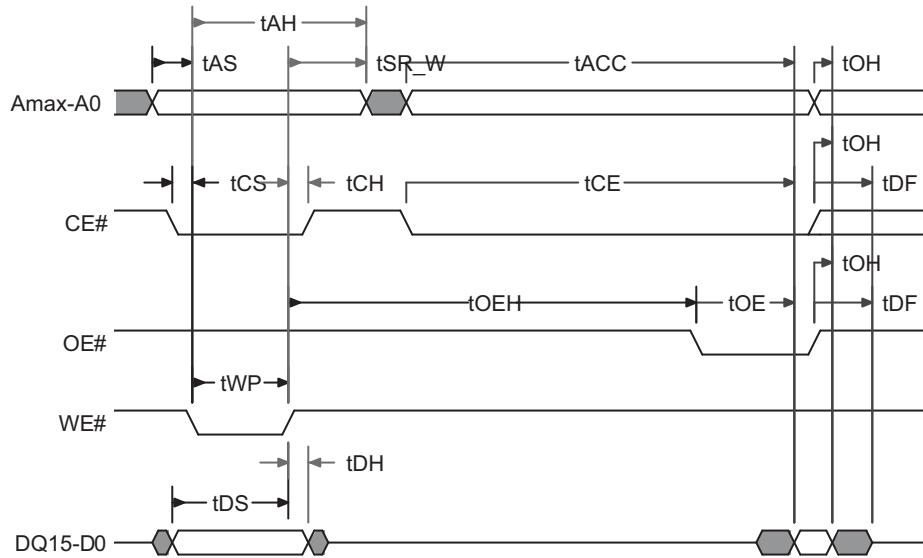 tAH
tAS tSR_W tACC tOH
Amax-A0
tOH
tCS tCH tCE tDF
CE#
tOH
tOEH tOE tDF
OE#
tWP
WE#
tDH
tDS
DQ15-D0